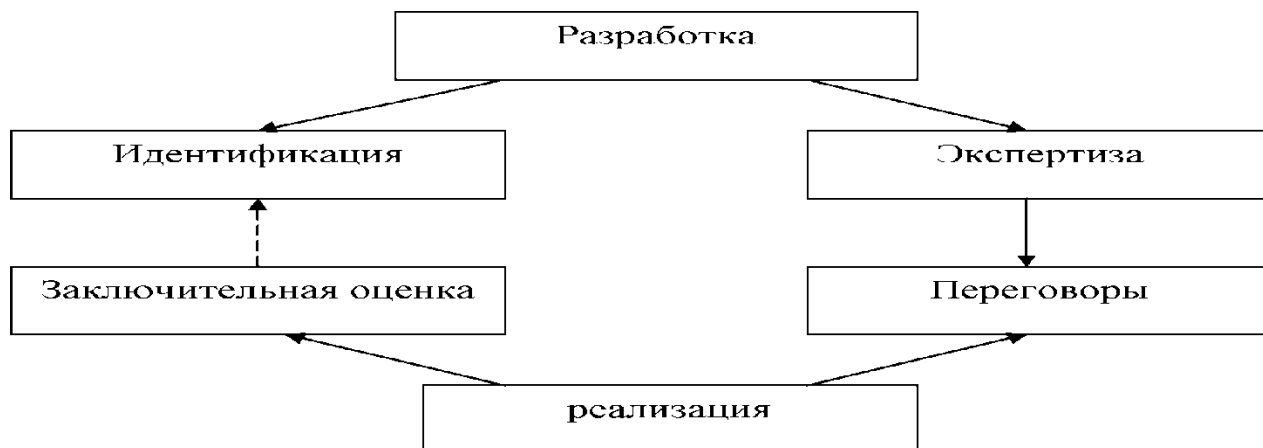 Разработка
Идентификация
Экспертиза
Заключительная оценка
Переговоры
реализация